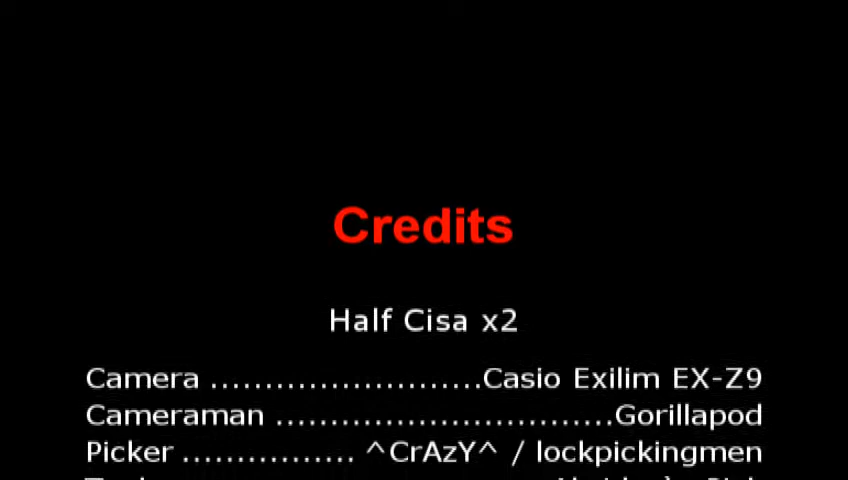 Credits
Half Cisa x2
Camera .........................Casio Exilim EX-Z9
Cameraman ...............................Gorillapod
Picker ................ ^CrAzY^ / lockpickingmen